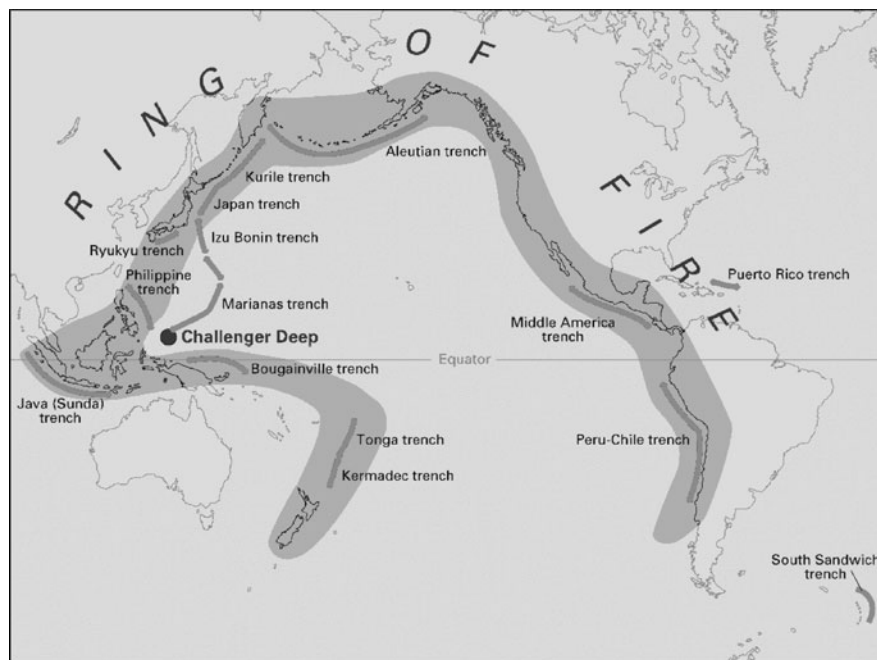 RING OF FIRE
Aleutian trench
Kurile trench
Japan trench
Izu Bonin trench
Ryukyu trench
Philippine
trench
Marianas trench
Challenger Deep
Puerto Rico trench
Middle America
trench
Equator
Bougainville trench
Java (Sunda)
trench
Tonga trench
Kermadec trench
Peru-Chile trench
South Sandwich
trench